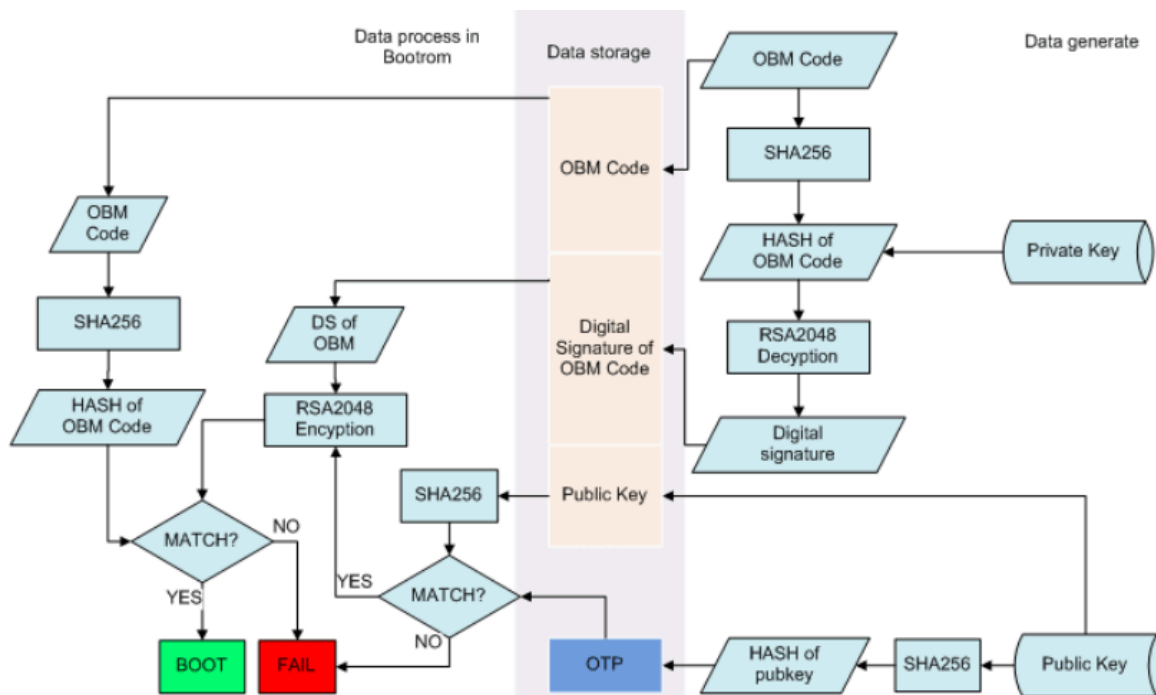 Data process in
Bootrom
Data storage
Data generate
OBM Code
SHA256
HASH of
OBM Code
Private Key
RSA2048
Decyption
Digital
signature
OBM Code
Digital
Signature of
OBM Code
Public Key
OBM
Code
SHA256
HASH of
OBM Code
DS of
OBM
RSA2048
Encyption
SHA256
MATCH?
NO
YES
MATCH?
YES
NO
BOOT
FAIL
OTP
HASH of
pubkey
SHA256
Public Key